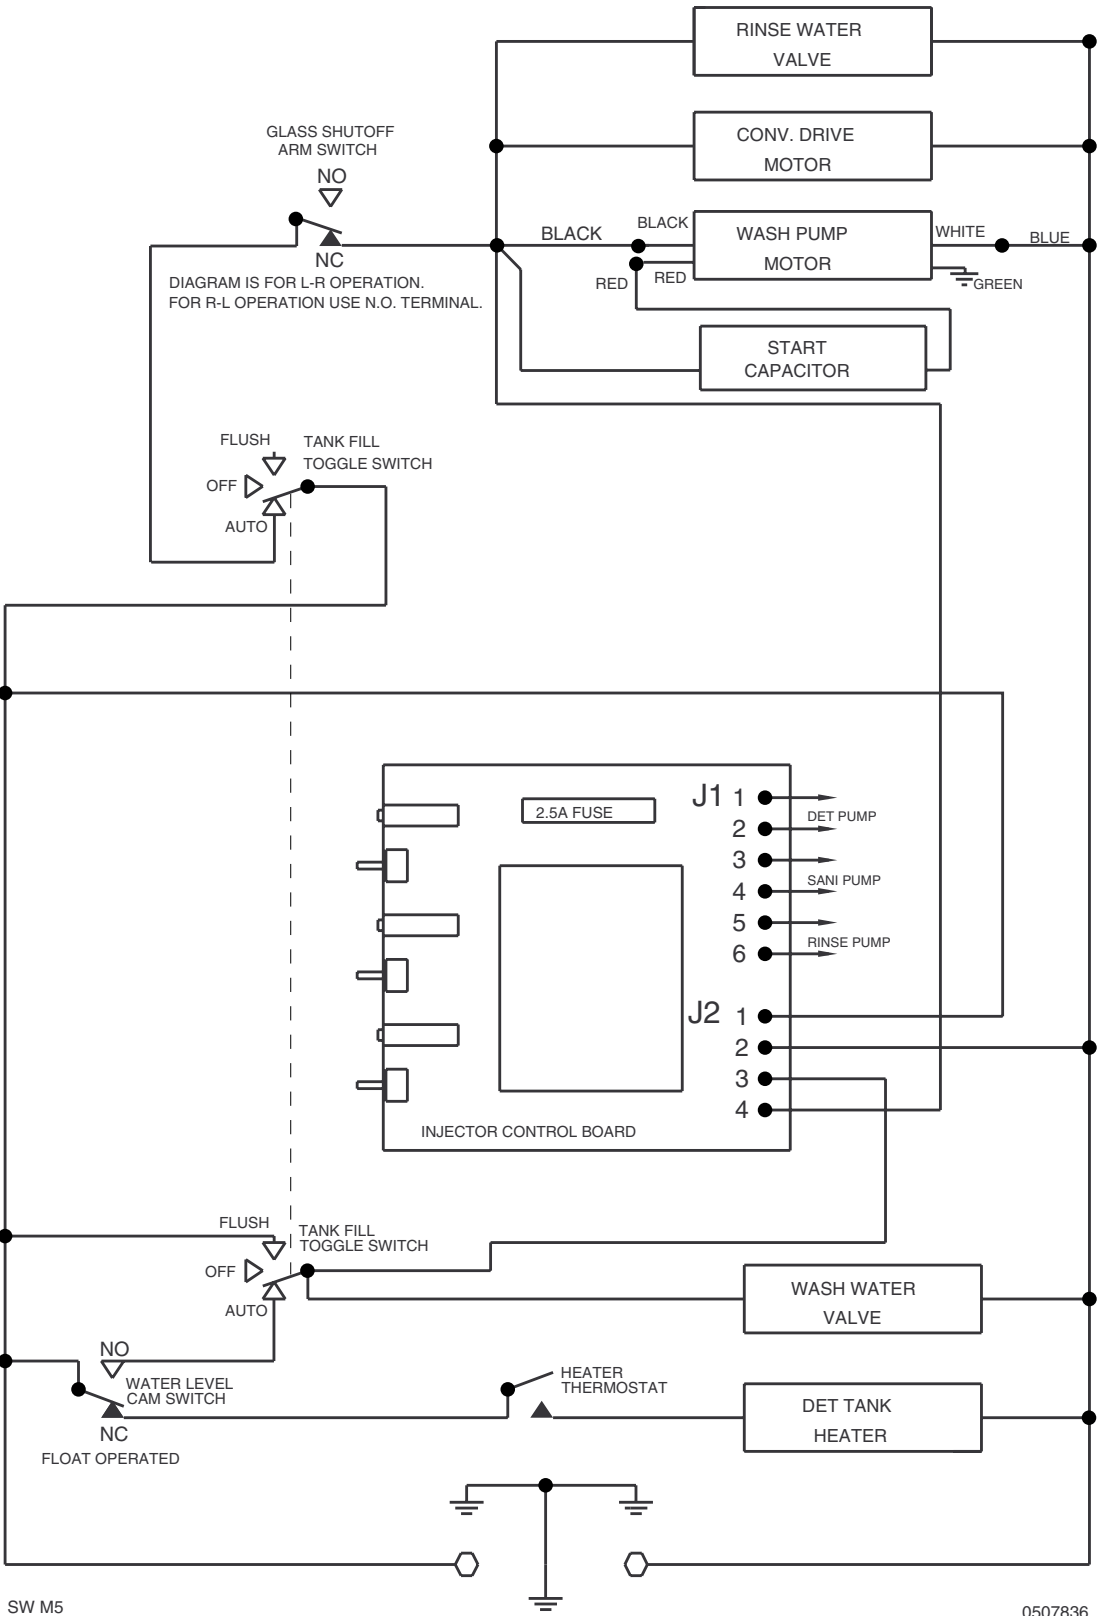 RINSE WATER
VALVE
CONV. DRIVE
MOTOR
GLASS SHUTOFF
ARM SWITCH
NO
NC
DIAGRAM IS FOR L-R OPERATION.
FOR R-L OPERATION USE N.O. TERMINAL.
BLACK
BLACK
RED
RED
WASH PUMP
MOTOR
WHITE
BLUE
GREEN
START
CAPACITOR
FLUSH
TANK FILL
TOGGLE SWITCH
OFF
AUTO
2.5A FUSE
J1 1
DET PUMP
2
3
SANI PUMP
4
5
RINSE PUMP
6
J2 1
2
3
4
INJECTOR CONTROL BOARD
FLUSH
TANK FILL
TOGGLE SWITCH
OFF
AUTO
WASH WATER
VALVE
NO
WATER LEVEL
CAM SWITCH
NC
FLOAT OPERATED
HEATER
THERMOSTAT
DET TANK
HEATER
SW M5
0507836